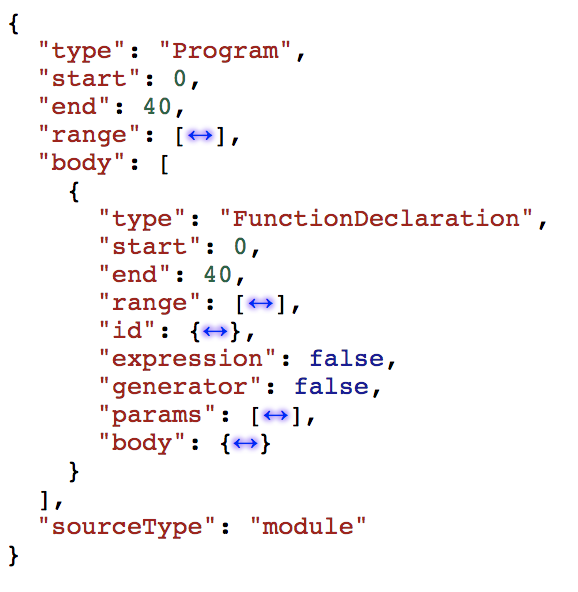 {
"type": "Program",
"start": 0,
"end": 40,
"range": [↔],
"body": [
{
"type": "FunctionDeclaration",
"start": 0,
"end": 40,
"range": [↔],
"id": {↔},
"expression": false,
"generator": false,
"params": [↔],
"body": {↔}
}
],
"sourceType": "module"
}